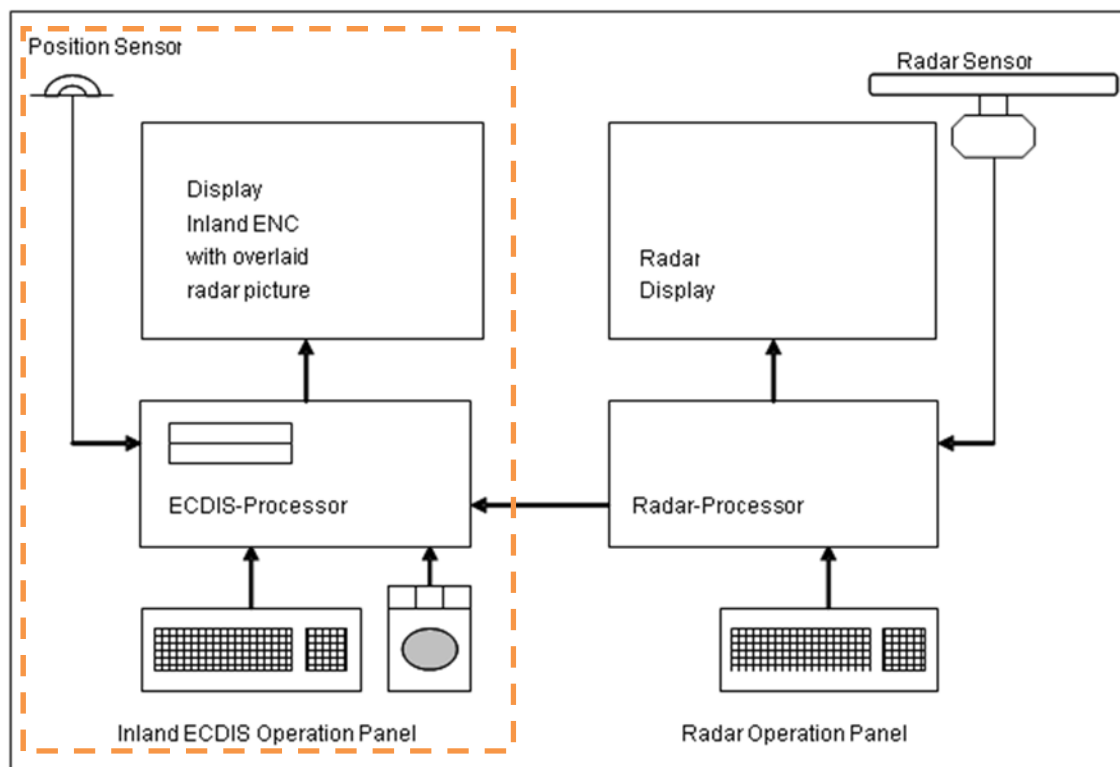 Position Sensor
Radar Sensor
Display
Inland ENC
with overlaid
radar picture
Radar
Display
ECDIS-Processor
Radar-Processor
Inland ECDIS Operation Panel
Radar Operation Panel